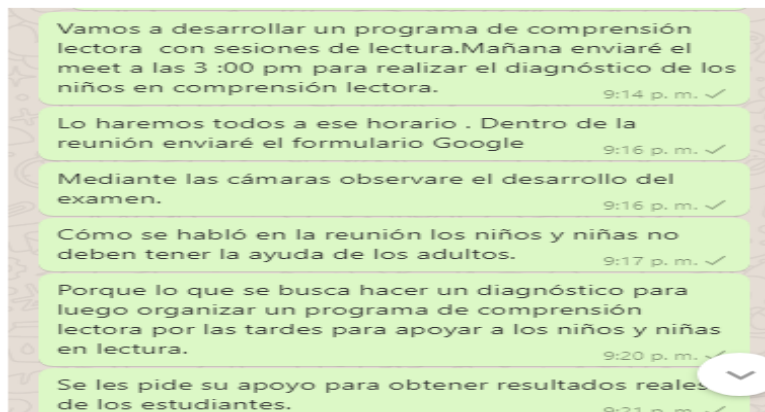 Vamos a desarrollar un programa de comprensión
lectora con sesiones de lectura.Mañana enviaré el
meet a las 3 :00 pm para realizar el diagnóstico de los
niños en comprensión lectora.
9:14 p. m.
Lo haremos todos a ese horario . Dentro de la
reunión enviaré el formulario Google
9:16 p. m.
Mediante las cámaras observare el desarrollo del
examen.
9:16 p. m.
Cómo se habló en la reunión los niños y niñas no
deben tener la ayuda de los adultos.
9:17 p. m.
Porque lo que se busca hacer un diagnóstico para
luego organizar un programa de comprensión
lectora por las tardes para apoyar a los niños y niñas
en lectura.
9:20 p. m.
Se les pide su apoyo para obtener resultados reales
de los estudiantes.
9:21 p. m.